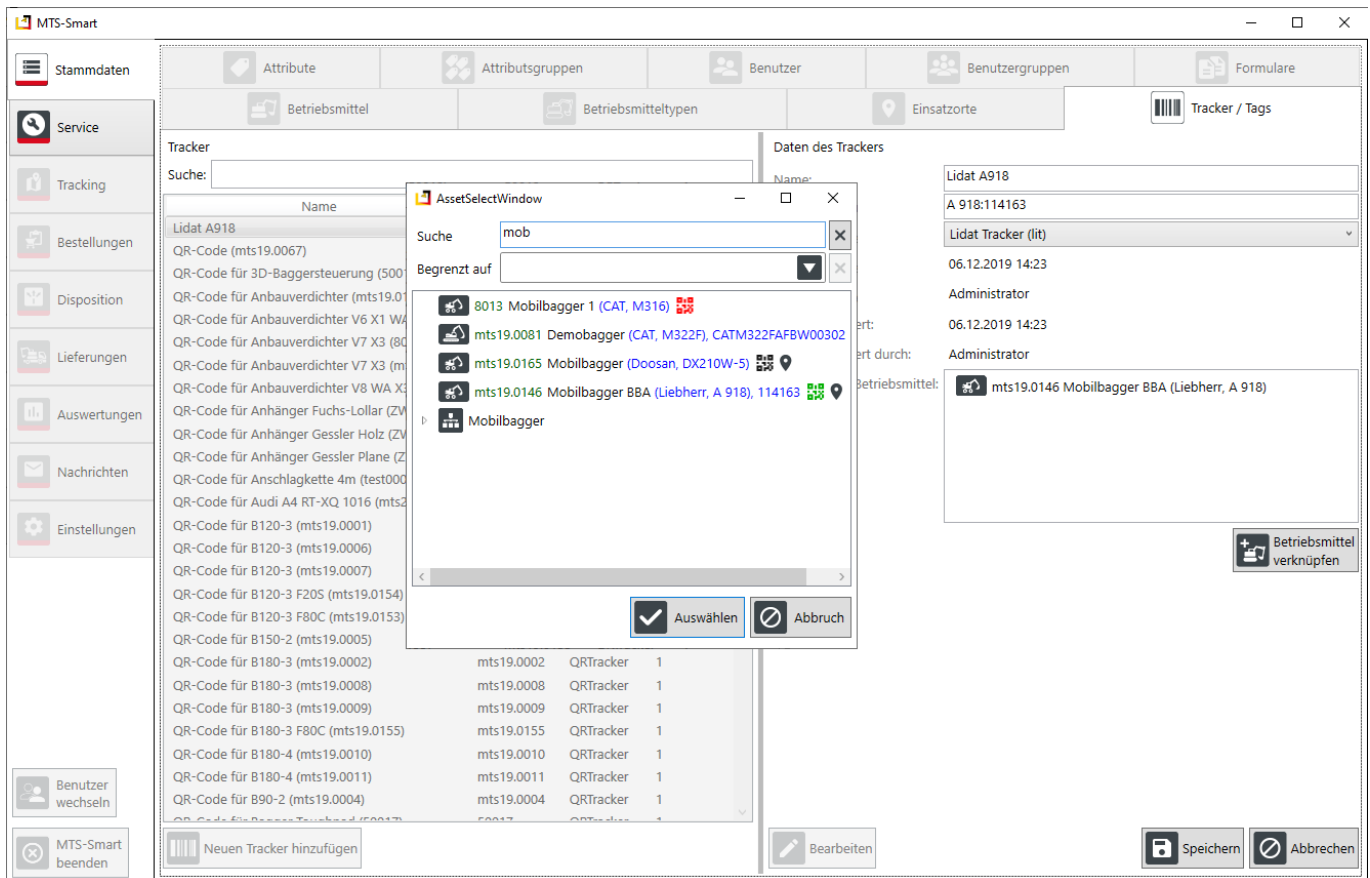 MTS-Smart
Stammdaten
Service
Tracking
Bestellungen
Disposition
Lieferungen
Auswertungen
Nachrichten
Einstellungen
Benutzer
wechseln
MTS-Smart
beenden
Attribute
Attributsgruppen
Benutzer
Benutzergruppen
Formulare
Betriebsmittel
Betriebsmitteltypen
Einsatzorte
Tracker / Tags
Tracker
Suche:
Name
Lidat A918
QR-Code (mts19.0067)
QR-Code für 3D-Baggersteuerung (5001
QR-Code für Anbauverdichter (mts19.01
QR-Code für Anbauverdichter V6 X1 WA
QR-Code für Anbauverdichter V7 X3 (80
QR-Code für Anbauverdichter V7 X3 (m
QR-Code für Anbauverdichter V8 WA X3
QR-Code für Anhänger Fuchs-Lollar (ZW
QR-Code für Anhänger Gessler Holz (ZV
QR-Code für Anhänger Gessler Plane (Z
QR-Code für Anschlagkette 4m (test000
QR-Code für Audi A4 RT-XQ 1016 (mts2
QR-Code für B120-3 (mts19.0001)
QR-Code für B120-3 (mts19.0006)
QR-Code für B120-3 (mts19.0007)
QR-Code für B120-3 F20S (mts19.0154)
QR-Code für B120-3 F80C (mts19.0153)
QR-Code für B150-2 (mts19.0005)
QR-Code für B180-3 (mts19.0002) mts19.0002 QRTracker 1
QR-Code für B180-3 (mts19.0008) mts19.0008 QRTracker 1
QR-Code für B180-3 (mts19.0009) mts19.0009 QRTracker 1
QR-Code für B180-3 F80C (mts19.0155) mts19.0155 QRTracker 1
QR-Code für B180-4 (mts19.0010) mts19.0010 QRTracker 1
QR-Code für B180-4 (mts19.0011) mts19.0011 QRTracker 1
QR-Code für B90-2 (mts19.0004) mts19.0004 QRTracker 1
QR-Code für Bagger Toughpad (50017) 50017 QRTracker 1
Neuen Tracker hinzufügen
AssetSelectWindow
Suche mob
Begrenzt auf
8013 Mobilbagger 1 (CAT, M316)
mts19.0081 Demobagger (CAT, M322F), CATM322FAFBW00302
mts19.0165 Mobilbagger (Doosan, DX210W-5)
mts19.0146 Mobilbagger BBA (Liebherr, A 918), 114163
Mobilbagger
Auswählen
Abbruch
Daten des Trackers
Name: Lidat A918
A 918:114163
Lidat Tracker (lit)
06.12.2019 14:23
Administrator
ert: 06.12.2019 14:23
ert durch: Administrator
Betriebsmittel: mts19.0146 Mobilbagger BBA (Liebherr, A 918)
Betriebsmittel
verknüpfen
Bearbeiten
Speichern
Abbrechen